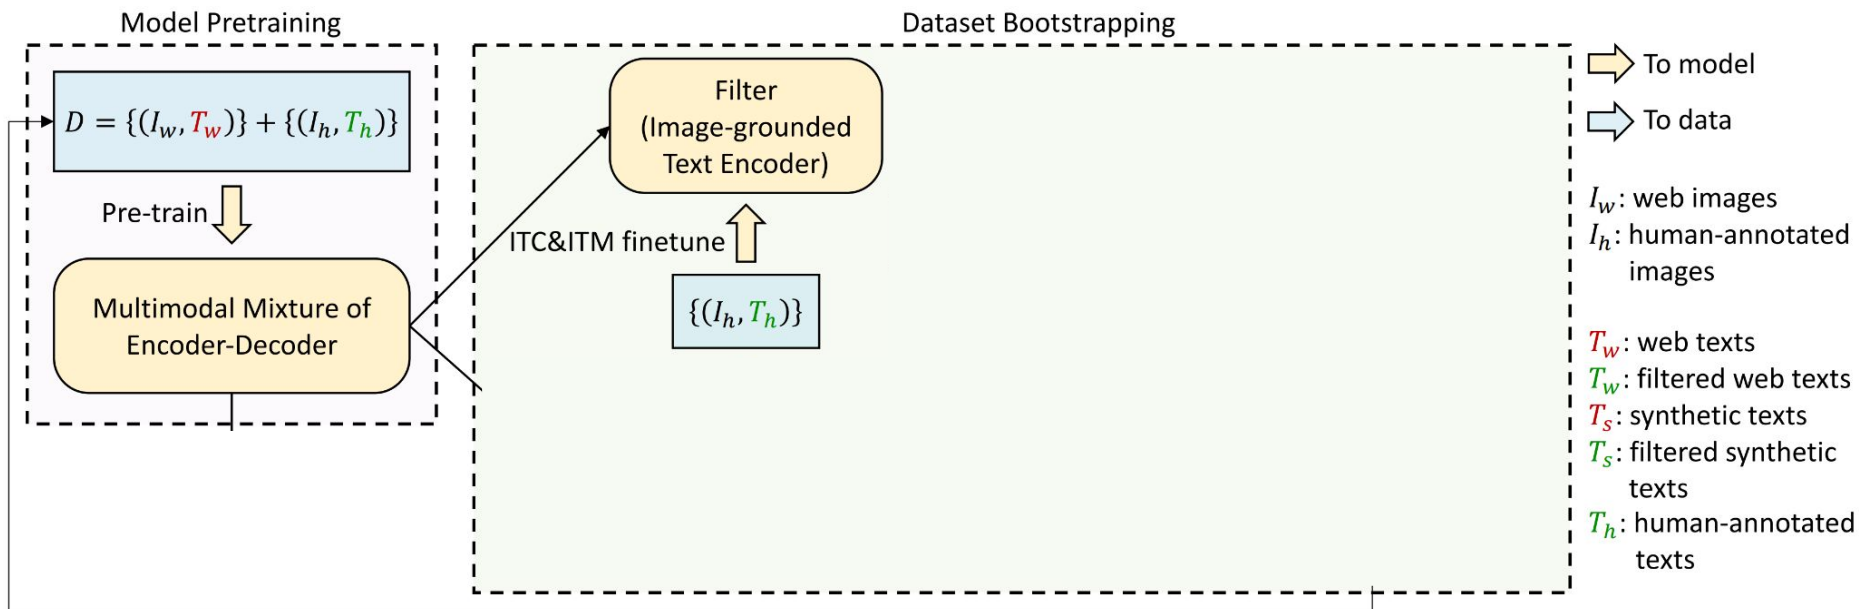 Model Pretraining
Dataset Bootstrapping
D = {(I_w, T_w)} + {(I_h, T_h)}
Pre-train
Multimodal Mixture of
Encoder-Decoder
Filter
(Image-grounded
Text Encoder)
ITC&ITM finetune
{(I_h, T_h)}
To model
To data
I_w: web images
I_h: human-annotated
images
T_w: web texts
T_w: filtered web texts
T_s: synthetic texts
T_s: filtered synthetic
texts
T_h: human-annotated
texts